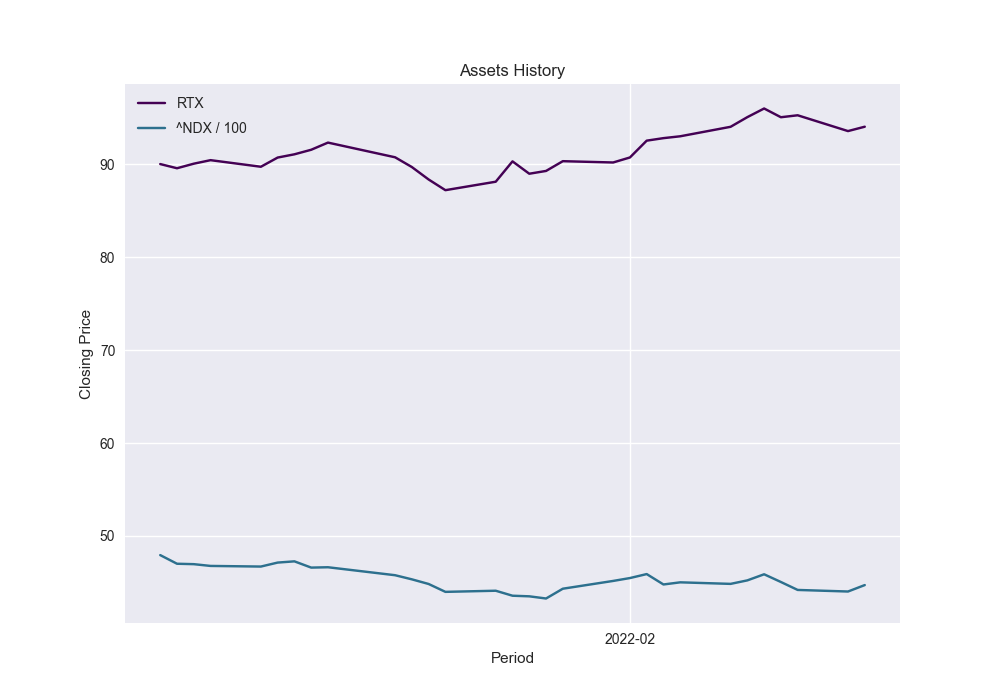 Assets History
RTX
^NDX / 100
90
80
70
60
50
Closing Price
2022-02
Period